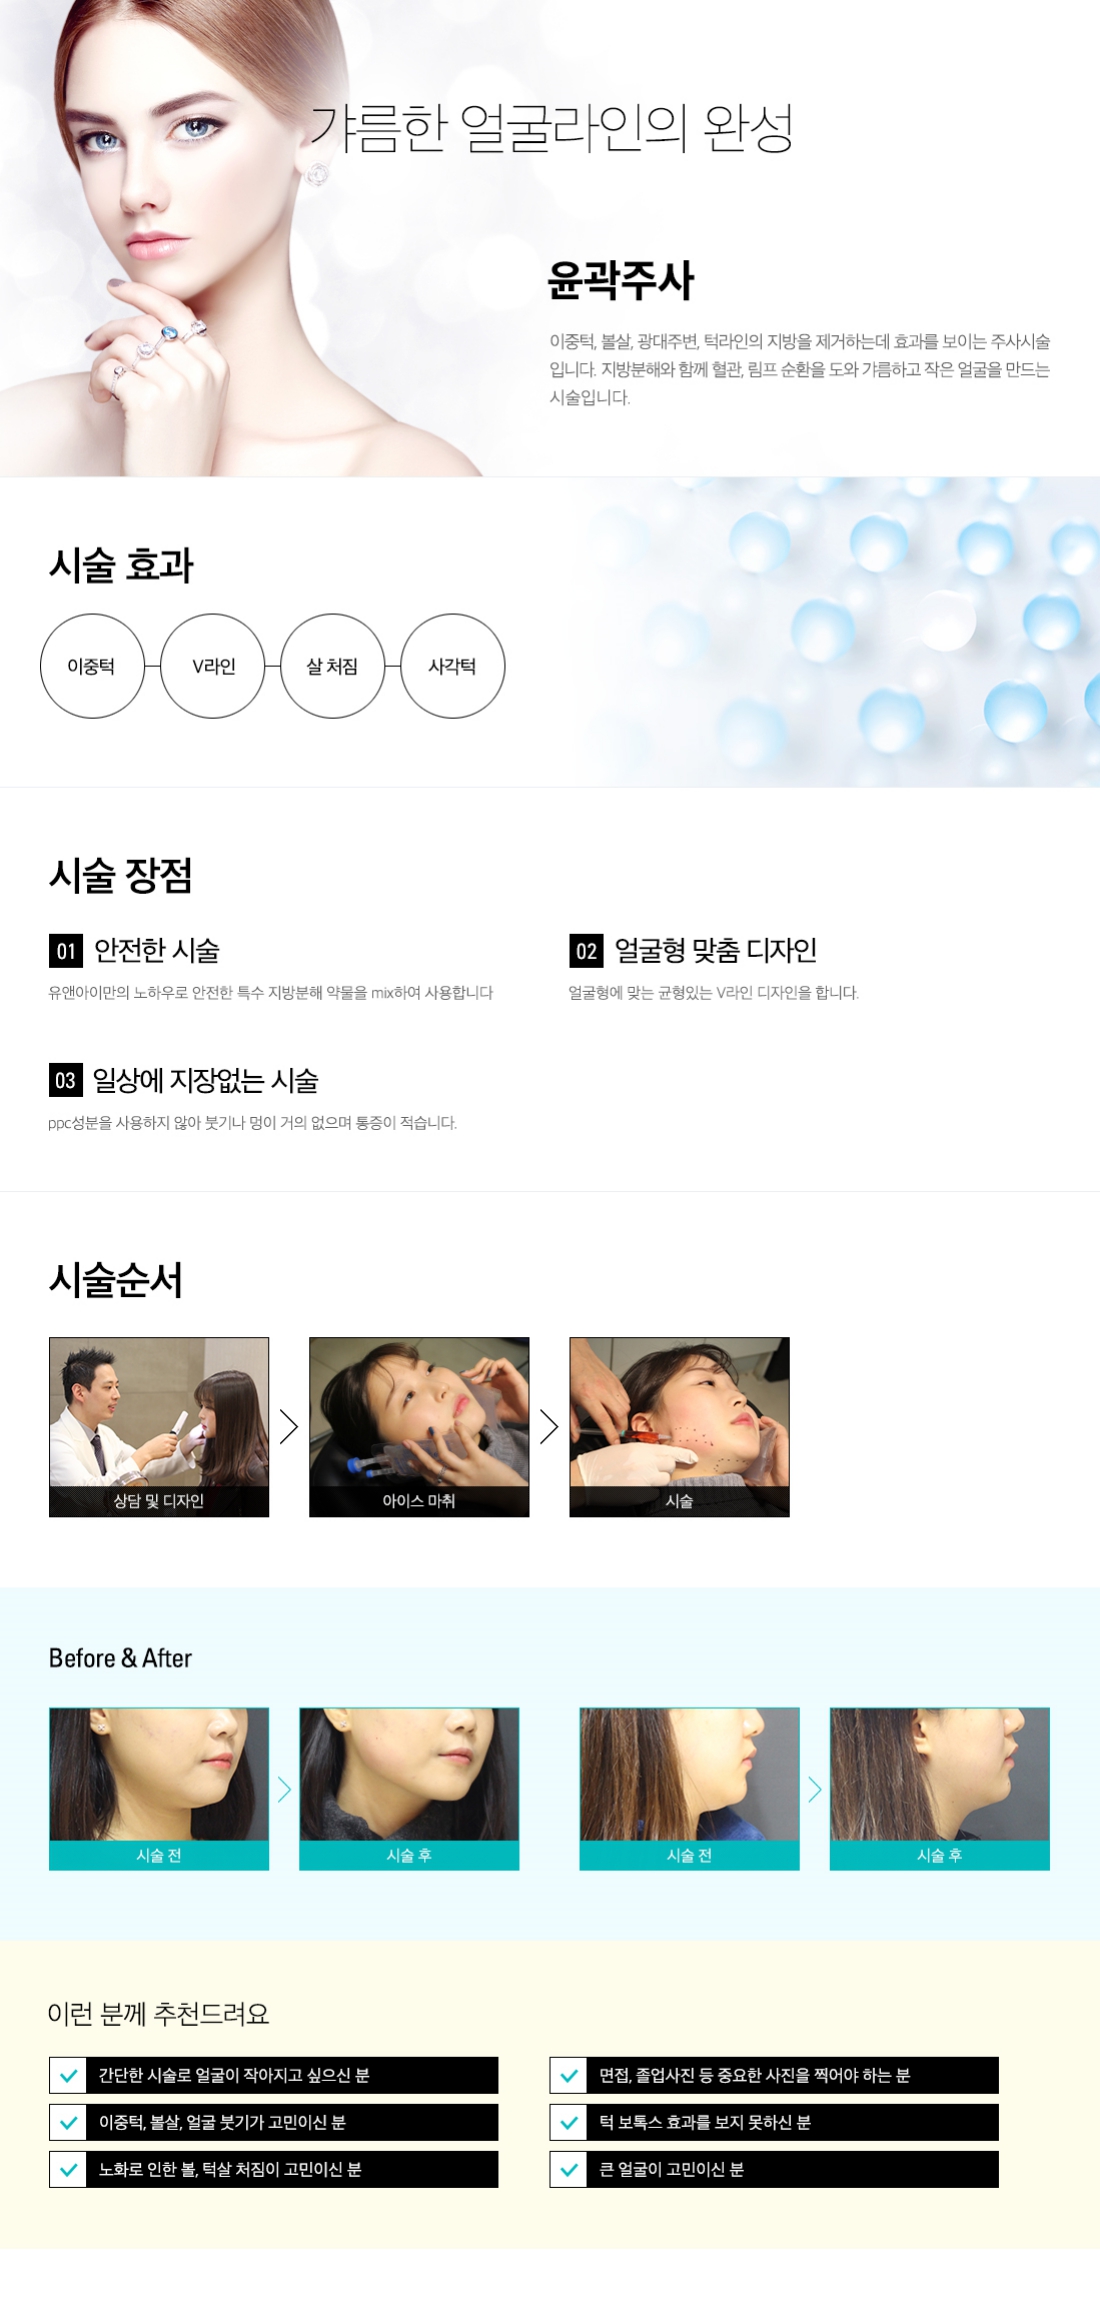 갸름한 얼굴라인의 완성
윤곽주사
이중턱, 볼살, 광대주변, 턱라인의 지방을 제거하는데 효과를 보이는 주사시술
입니다. 지방분해와 함께 혈관, 림프 순환을 도와 갸름하고 작은 얼굴을 만드는
시술입니다.
시술 효과
이중턱
V라인
살 처짐
사각턱
시술 장점
01 안전한 시술
유앤아이만의 노하우로 안전한 특수 지방분해 약물을 mix하여 사용합니다
02 얼굴형 맞춤 디자인
얼굴형에 맞는 균형있는 V라인 디자인을 합니다.
03 일상에 지장없는 시술
ppc성분을 사용하지 않아 붓기나 멍이 거의 없으며 통증이 적습니다.
시술순서
상담 및 디자인
아이스 마취
시술
Before & After
시술 전
시술 후
시술 전
시술 후
이런 분께 추천드려요
간단한 시술로 얼굴이 작아지고 싶으신 분
면접, 졸업사진 등 중요한 사진을 찍어야 하는 분
이중턱, 볼살, 얼굴 붓기가 고민이신 분
턱 보톡스 효과를 보지 못하신 분
노화로 인한 볼, 턱살 처짐이 고민이신 분
큰 얼굴이 고민이신 분